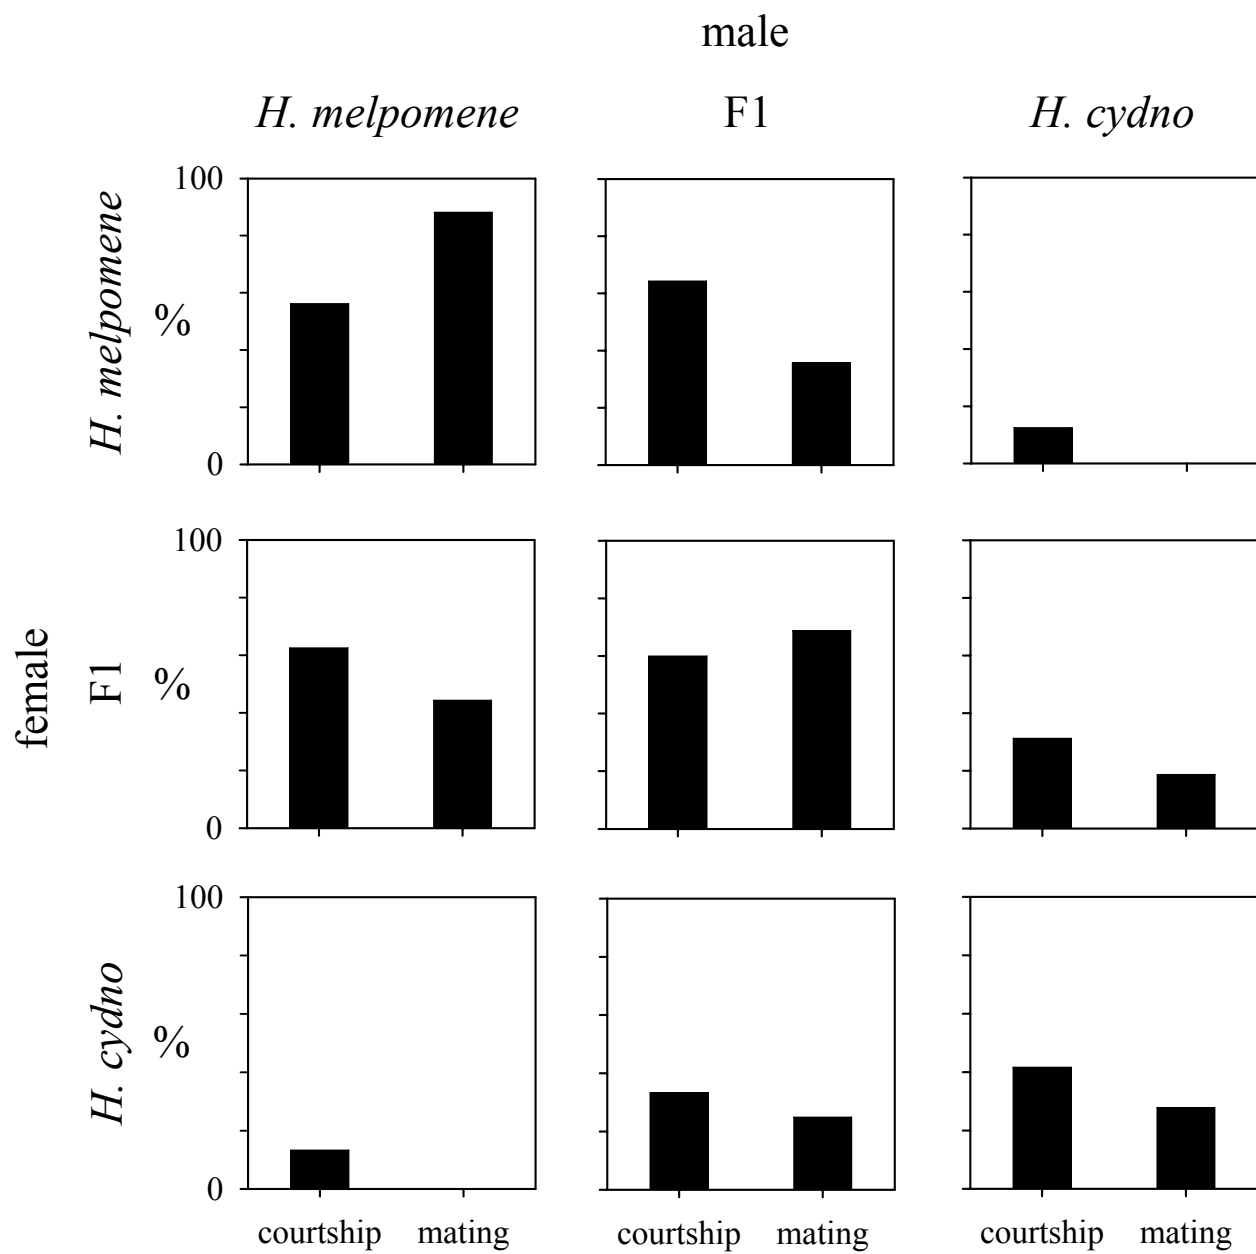 male
H. melpomene F1 H. cydno
100
H. melpomene
%
0
100
female
F1
%
0
100
H. cydno
%
0
courtship mating courtship mating courtship mating